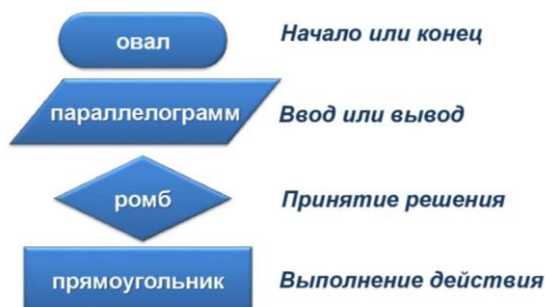 овал
Начало или конец
параллелограмм
Ввод или вывод
ромб
Принятие решения
прямоугольник
Выполнение действия